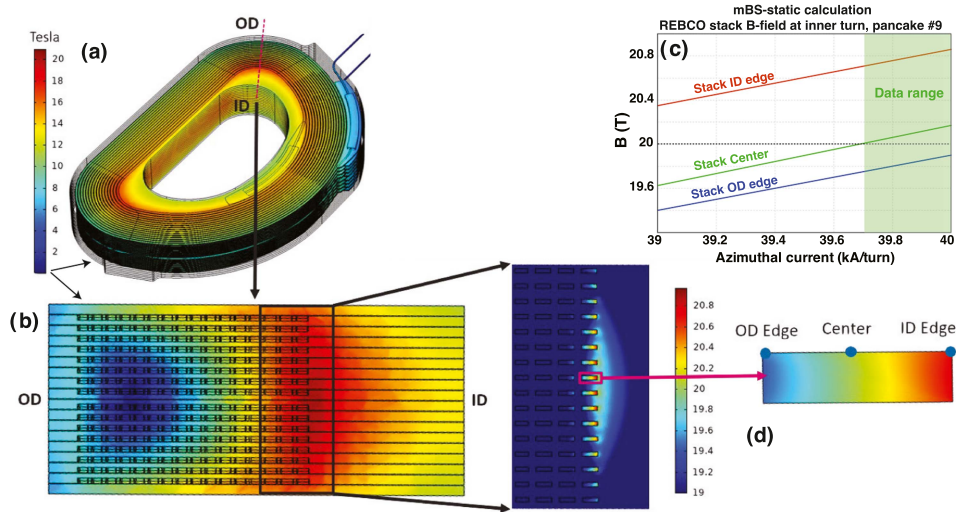 Tesla
20
18
16
14
12
10
8
6
4
2
(a)
OD
ID
mBS-static calculation
REBCO stack B-field at inner turn, pancake #9
(c)
20.8
20.4
20
19.6
B (T)
Stack ID edge
Data range
Stack Center
Stack OD edge
39
39.2
39.4
39.6
39.8
40
Azimuthal current (kA/turn)
(b)
OD
ID
20.8
20.6
20.4
20.2
20
19.8
19.6
19.4
19.2
19
OD Edge
Center
ID Edge
(d)